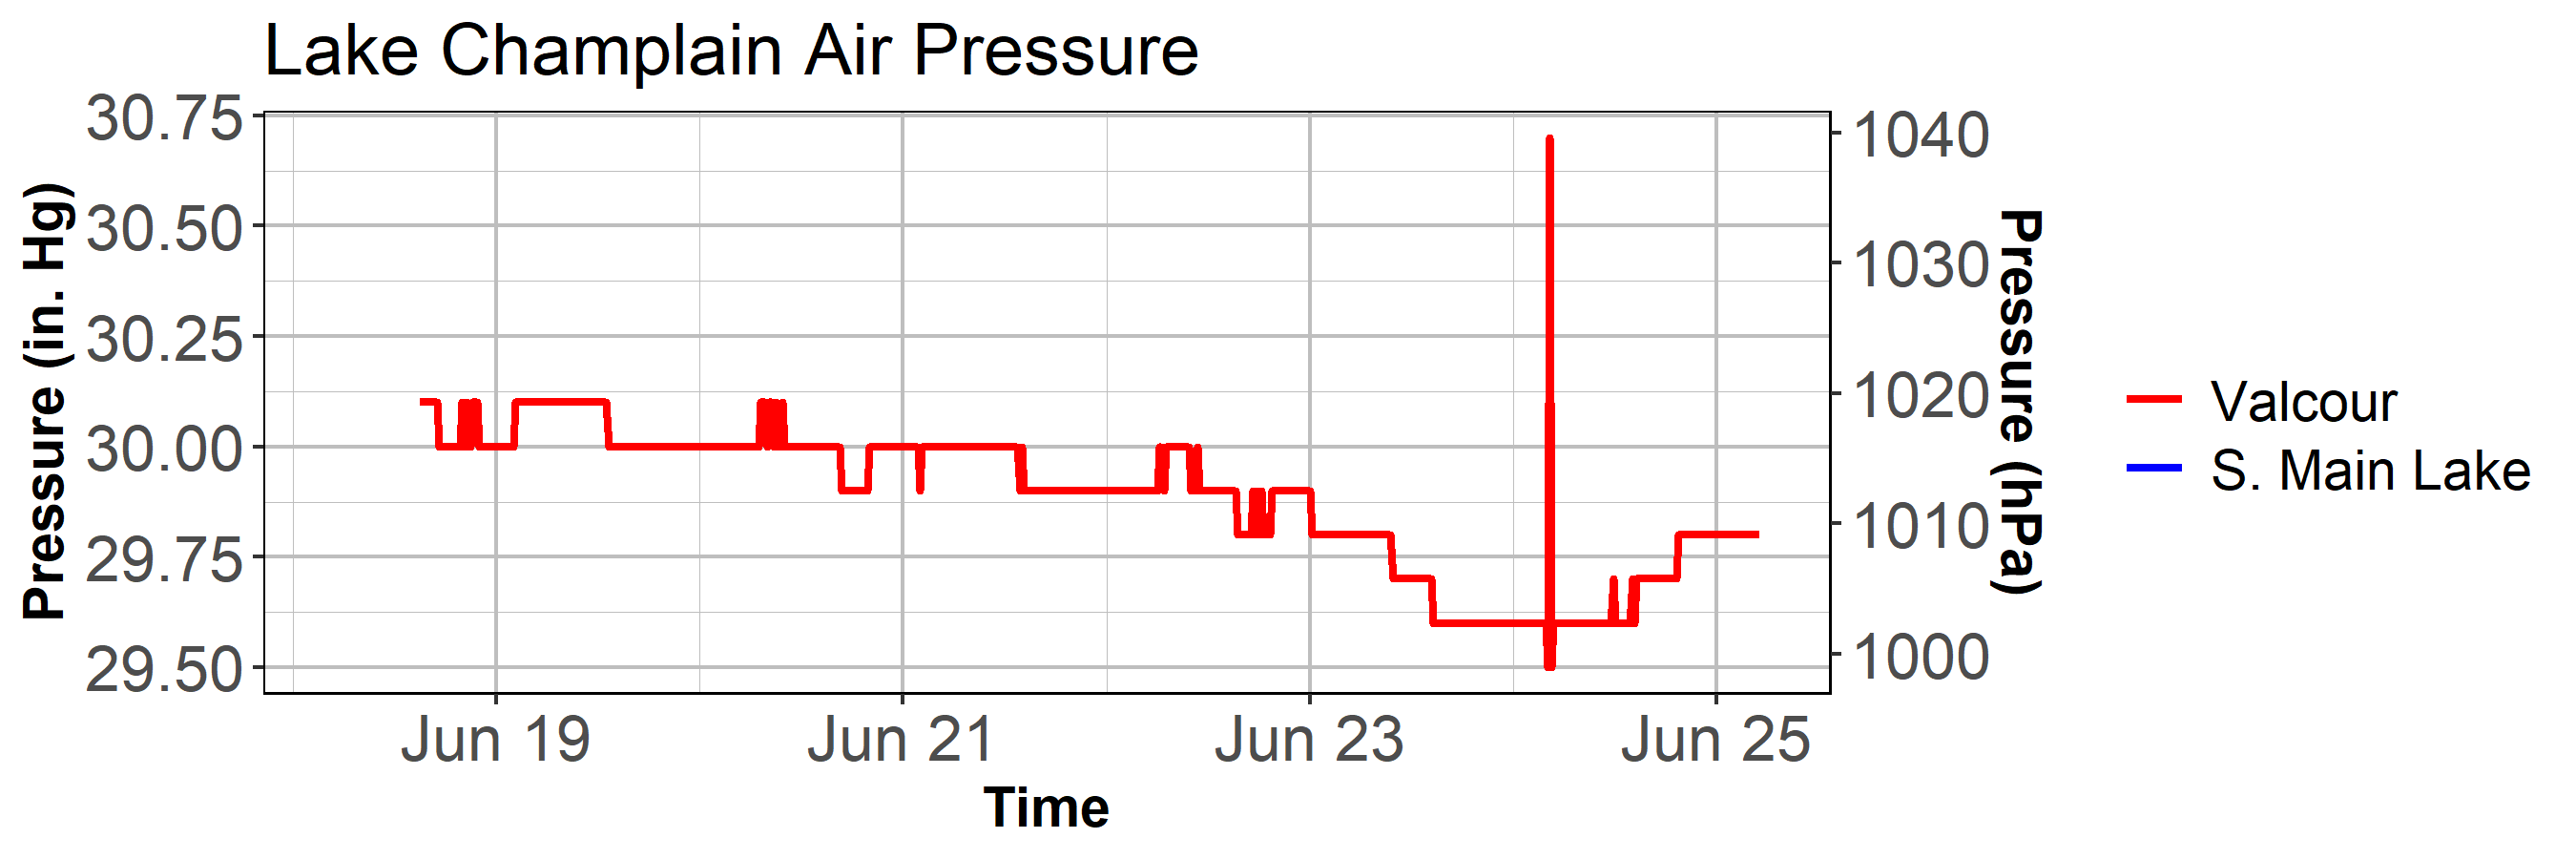 Lake Champlain Air Pressure
Pressure (in. Hg)
30.75
30.50
30.25
30.00
29.75
29.50
1040
1030
1020
1010
1000
Pressure (hPa)
Valcour
S. Main Lake
Jun 19
Jun 21
Jun 23
Jun 25
Time